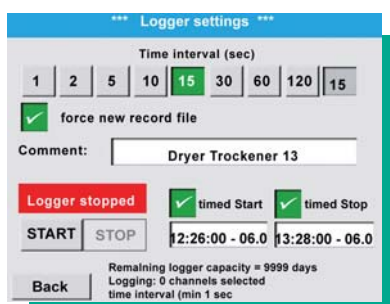 *** Logger settings ***
Time interval (sec)
1 2 5 10 15 30 60 120 15
force new record file
Comment: Dryer Trockener 13
Logger stopped timed Start timed Stop
START STOP 12:26:00 - 06.0 13:28:00 - 06.0
Remaining logger capacity = 9999 days
Logging: 0 channels selected
Back time interval (min 1 sec